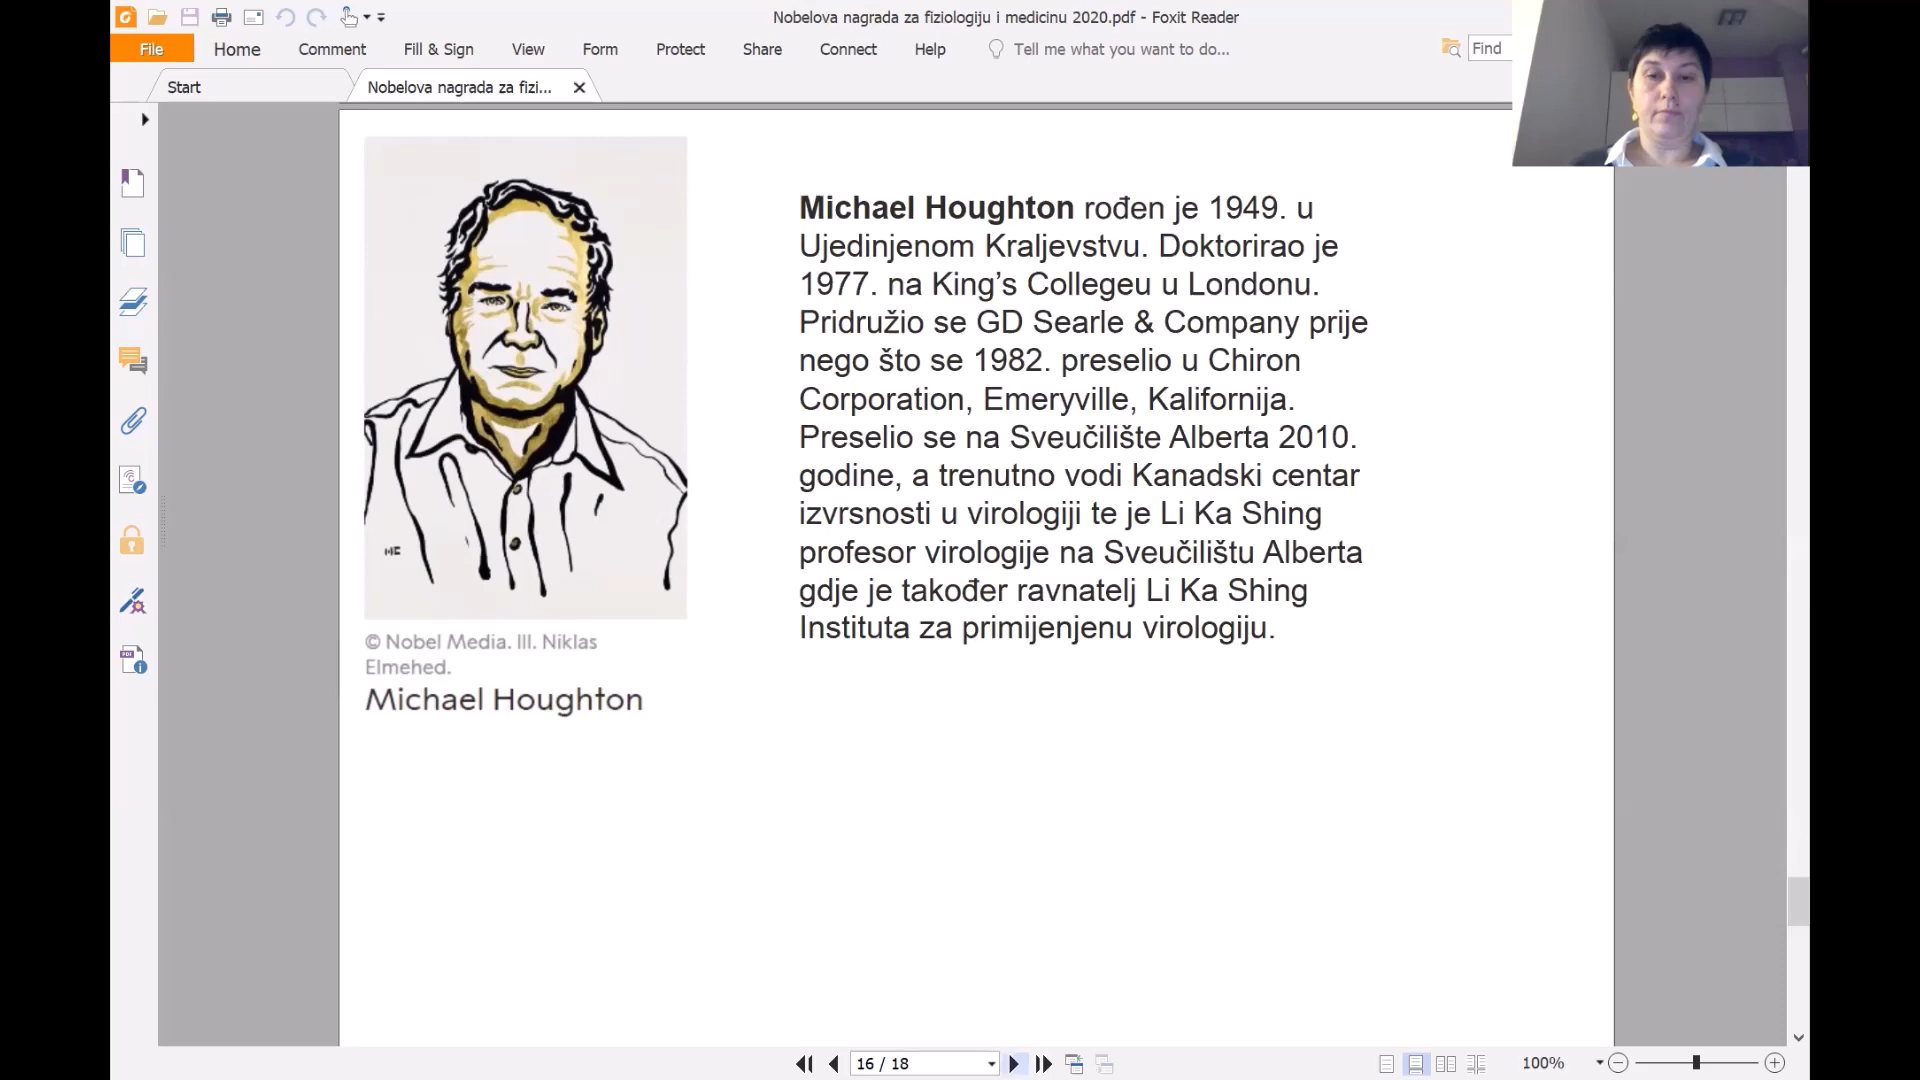 Nobelova nagrada za fiziologiju i medicinu 2020.pdf - Foxit Reader
File
Home
Comment
Fill & Sign
View
Form
Protect
Share
Connect
Help
Tell me what you want to do...
Find
Start
Nobelova nagrada za fizi...
Michael Houghton rođen je 1949. u
Ujedinjenom Kraljevstvu. Doktorirao je
1977. na King's Collegeu u Londonu.
Pridružio se GD Searle & Company prije
nego što se 1982. preselio u Chiron
Corporation, Emeryville, Kalifornija.
Preselio se na Sveučilište Alberta 2010.
godine, a trenutno vodi Kanadski centar
izvrsnosti u virologiji te je Li Ka Shing
profesor virologije na Sveučilištu Alberta
gdje je također ravnatelj Li Ka Shing
Instituta za primijenjenu virologiju.
© Nobel Media. Ill. Niklas
Elmehed.
Michael Houghton
16 / 18
100%